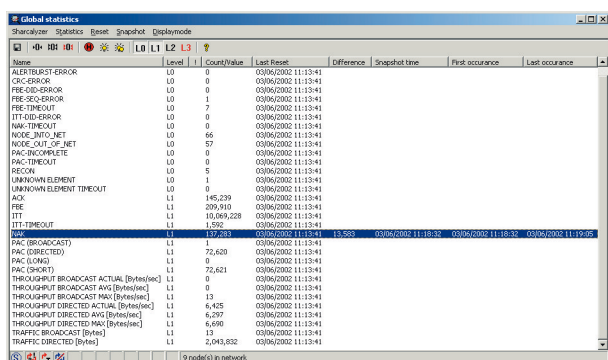 Global statistics
Sharcalyzer Statistics Reset Snapshot Displaymode
L0 L1 L2 L3
Name Level ! Count/Value Last Reset Difference Snapshot time First occurance Last occurance
ALERTBURST-ERROR L0 0 03/06/2002 11:13:41
CRC-ERROR L0 0 03/06/2002 11:13:41
FBE-DID-ERROR L0 0 03/06/2002 11:13:41
FBE-SEQ-ERROR L0 1 03/06/2002 11:13:41
FBE-TIMEOUT L0 7 03/06/2002 11:13:41
ITT-DID-ERROR L0 0 03/06/2002 11:13:41
NAK-TIMEOUT L0 0 03/06/2002 11:13:41
NODE_INTO_NET L0 66 03/06/2002 11:13:41
NODE_OUT_OF_NET L0 57 03/06/2002 11:13:41
PAC-INCOMPLETE L0 0 03/06/2002 11:13:41
PAC-TIMEOUT L0 0 03/06/2002 11:13:41
RECON L0 5 03/06/2002 11:13:41
UNKNOWN ELEMENT L0 1 03/06/2002 11:13:41
UNKNOWN ELEMENT TIMEOUT L0 0 03/06/2002 11:13:41
ACK L1 145,239 03/06/2002 11:13:41
FBE L1 209,910 03/06/2002 11:13:41
ITT L1 10,069,228 03/06/2002 11:13:41
ITT-TIMEOUT L1 1,592 03/06/2002 11:13:41
NAK L1 137,283 03/06/2002 11:13:41 13,583 03/06/2002 11:18:32 03/06/2002 11:18:32 03/06/2002 11:19:05
PAC (BROADCAST) L1 1 03/06/2002 11:13:41
PAC (DIRECTED) L1 72,620 03/06/2002 11:13:41
PAC (LONG) L1 0 03/06/2002 11:13:41
PAC (SHORT) L1 72,621 03/06/2002 11:13:41
THROUGHPUT BROADCAST ACTUAL [Bytes/sec] L1 0 03/06/2002 11:13:41
THROUGHPUT BROADCAST AVG [Bytes/sec] L1 0 03/06/2002 11:13:41
THROUGHPUT BROADCAST MAX [Bytes/sec] L1 13 03/06/2002 11:13:41
THROUGHPUT DIRECTED ACTUAL [Bytes/sec] L1 6,425 03/06/2002 11:13:41
THROUGHPUT DIRECTED AVG [Bytes/sec] L1 6,297 03/06/2002 11:13:41
THROUGHPUT DIRECTED MAX [Bytes/sec] L1 6,690 03/06/2002 11:13:41
TRAFFIC BROADCAST [Bytes] L1 13 03/06/2002 11:13:41
TRAFFIC DIRECTED [Bytes] L1 2,043,832 03/06/2002 11:13:41
9 node(s) in network